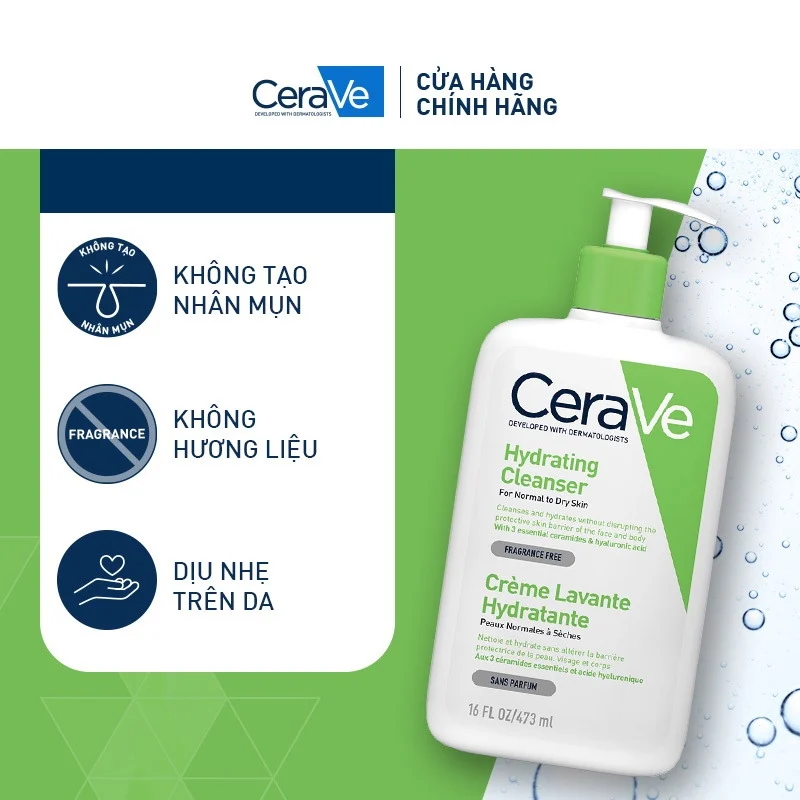 CeraVe
DEVELOPED WITH DERMATOLOGISTS
CỬA HÀNG
CHÍNH HÃNG
KHÔNG TẠO
NHÂN MỤN
KHÔNG TẠO
NHÂN MỤN
FRAGRANCE
KHÔNG
HƯƠNG LIỆU
DỊU NHẸ
TRÊN DA
CeraVe
DEVELOPED WITH DERMATOLOGISTS
Hydrating
Cleanser
For Normal to Dry Skin
Cleanses and hydrates without disrupting the
protective skin barrier of the face and body
With 3 essential ceramides & hyaluronic acid
FRAGRANCE FREE
Crème Lavante
Hydratante
Peaux Normales à Sèches
Nettoie et hydrate sans altérer la barrière
protectrice de la peau, visage et corps
Aux 3 céramides essentiels et acide hyaluronique
SANS PARFUM
16 FL OZ/473 ml